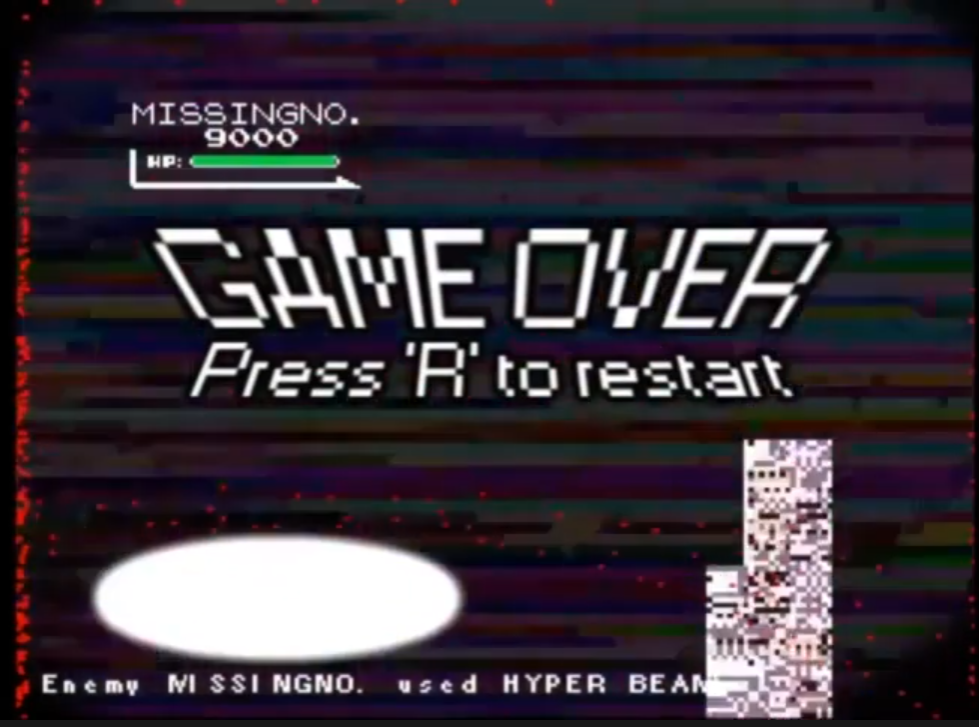 MISSINGNO.
9000
HP:
GAME OVER
Press 'R' to restart
Enemy MISSINGNO. used HYPER BEAM